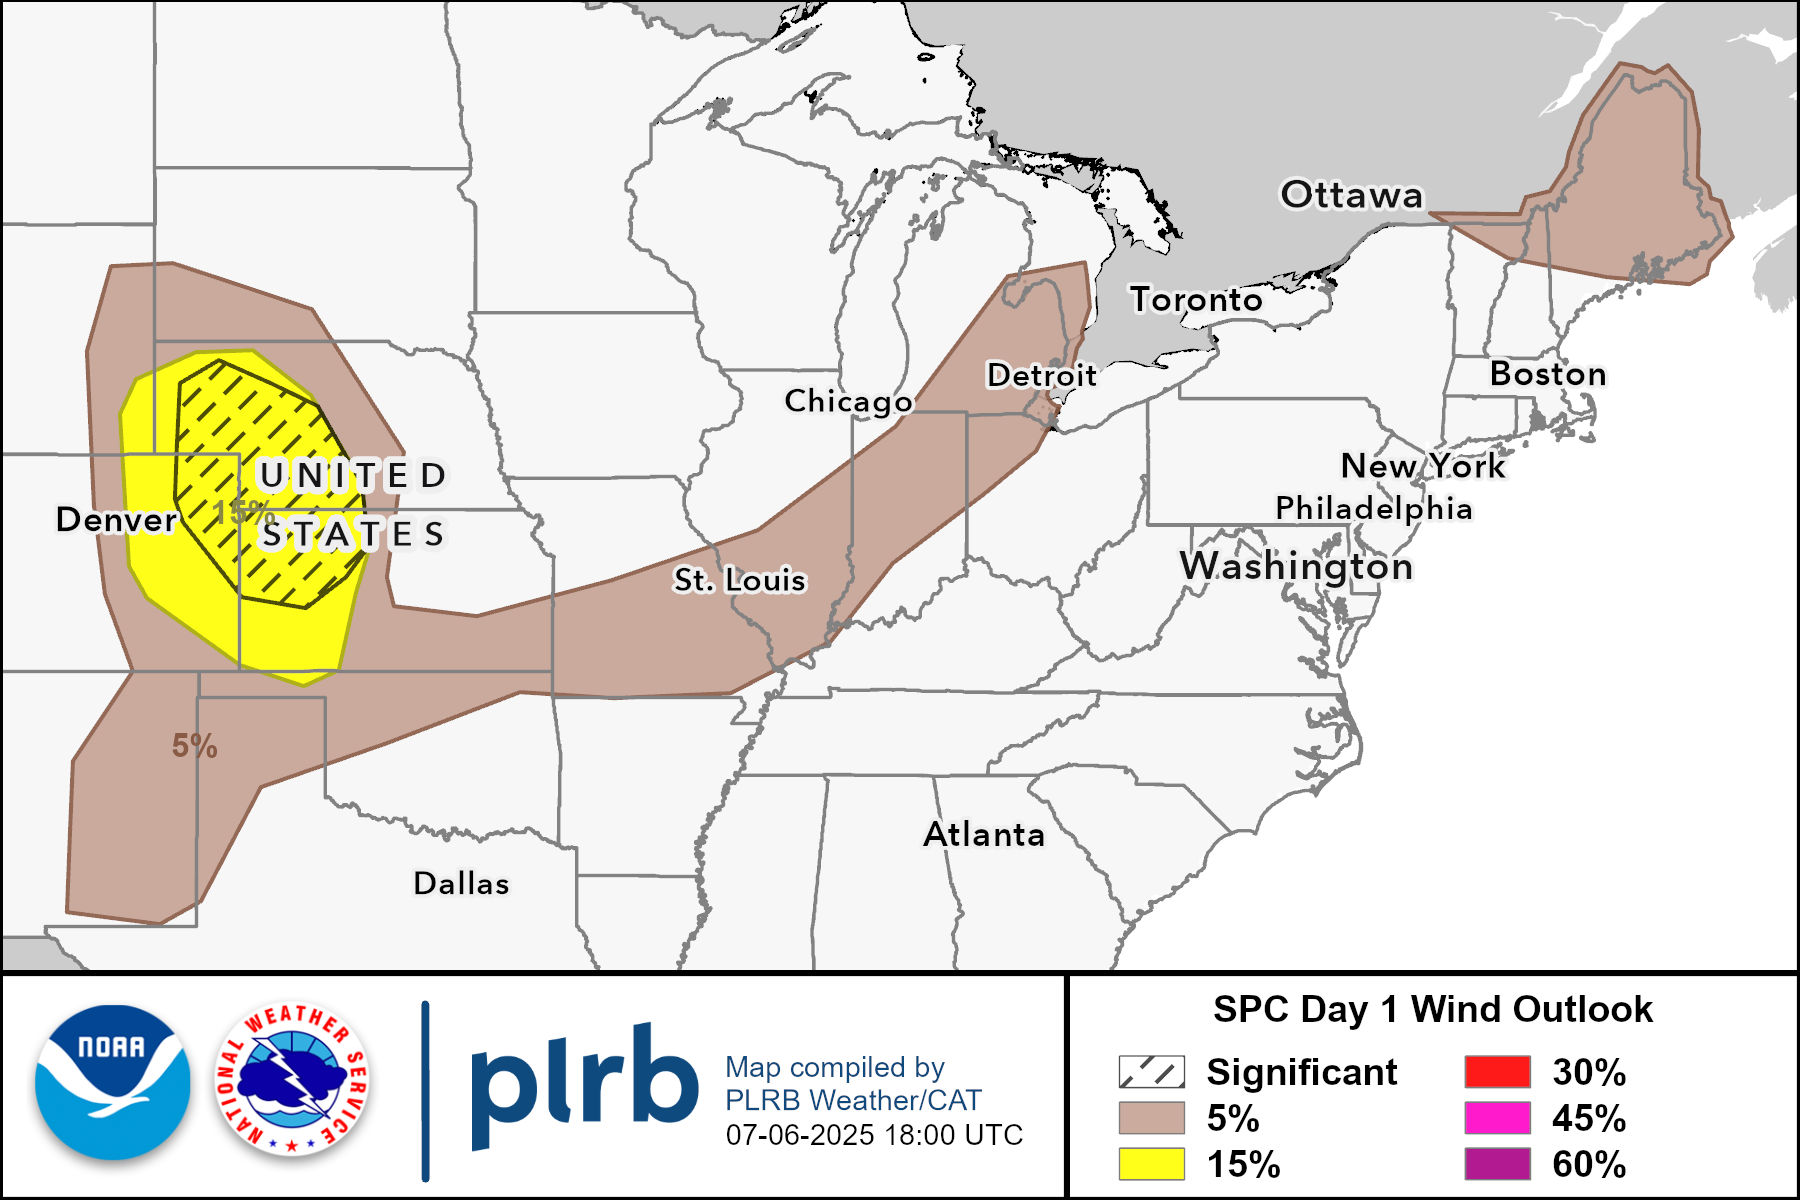 Ottawa
Toronto
Detroit
Chicago
Boston
UNITED
New York
15%
Denver
Philadelphia
STATES
Washington
St. Louis
5%
Atlanta
Dallas
NOAA
NATIONAL WEATHER SERVICE
plrb
Map compiled by
PLRB Weather/CAT
07-06-2025 18:00 UTC
SPC Day 1 Wind Outlook
Significant
5%
15%
30%
45%
60%